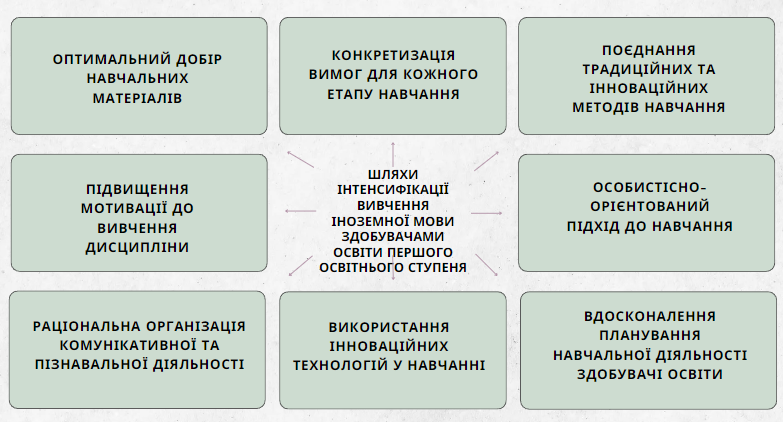 ОПТИМАЛЬНИЙ ДОБІР
НАВЧАЛЬНИХ
МАТЕРІАЛІВ
КОНКРЕТИЗАЦІЯ
ВИМОГ ДЛЯ КОЖНОГО
ЕТАПУ НАВЧАННЯ
ПОЄДНАННЯ
ТРАДИЦІЙНИХ ТА
ІННОВАЦІЙНИХ
МЕТОДІВ НАВЧАННЯ
ПІДВИЩЕННЯ
МОТИВАЦІЇ ДО
ВИВЧЕННЯ
ДИСЦИПЛІНИ
ШЛЯХИ
ІНТЕНСИФІКАЦІЇ
ВИВЧЕННЯ
ІНОЗЕМНОЇ МОВИ
ЗДОБУВАЧАМИ
ОСВІТИ ПЕРШОГО
ОСВІТНЬОГО СТУПЕНЯ
ОСОБИСТІСНО-
ОРІЄНТОВАНИЙ
ПІДХІД ДО НАВЧАННЯ
РАЦІОНАЛЬНА ОРГАНІЗАЦІЯ
КОМУНІКАТИВНОЇ ТА
ПІЗНАВАЛЬНОЇ ДІЯЛЬНОСТІ
ВИКОРИСТАННЯ
ІННОВАЦІЙНИХ
ТЕХНОЛОГІЙ У НАВЧАННІ
ВДОСКОНАЛЕННЯ
ПЛАНУВАННЯ
НАВЧАЛЬНОЇ ДІЯЛЬНОСТІ
ЗДОБУВАЧІ ОСВІТИ